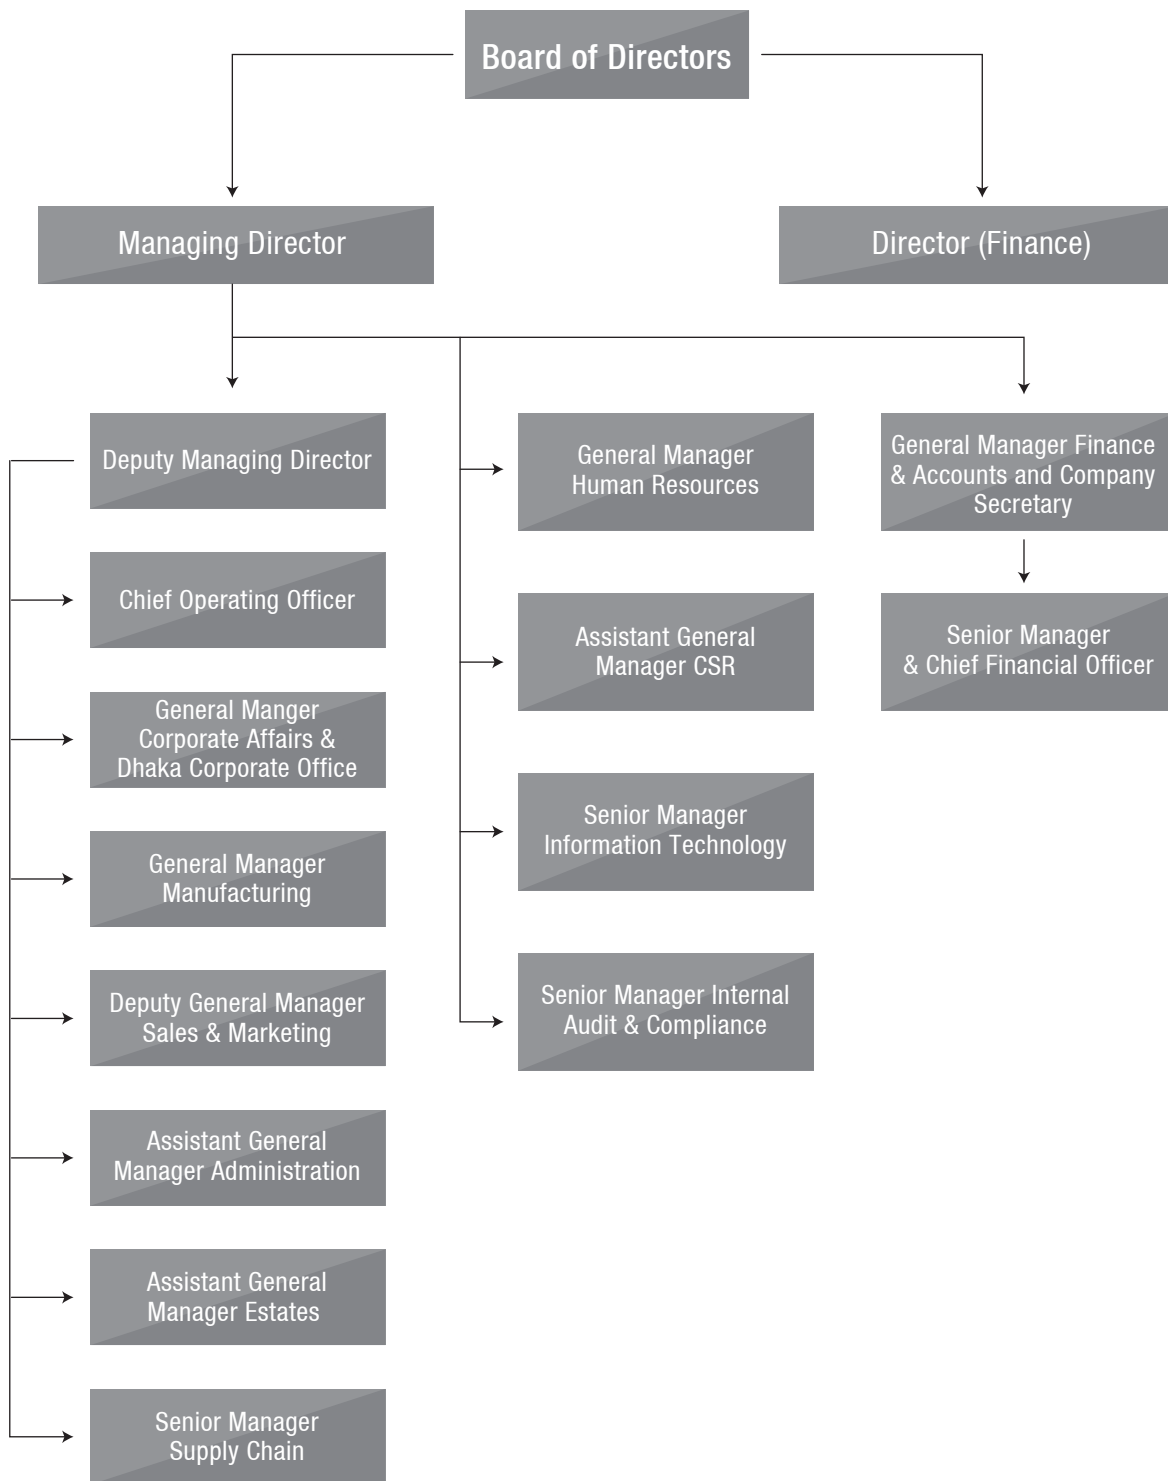 Board of Directors
Managing Director
Director (Finance)
Deputy Managing Director
Chief Operating Officer
General Manger
Corporate Affairs &
Dhaka Corporate Office
General Manager
Manufacturing
Deputy General Manager
Sales & Marketing
Assistant General
Manager Administration
Assistant General
Manager Estates
Senior Manager
Supply Chain
General Manager
Human Resources
Assistant General
Manager CSR
Senior Manager
Information Technology
Senior Manager Internal
Audit & Compliance
General Manager Finance
& Accounts and Company
Secretary
Senior Manager
& Chief Financial Officer